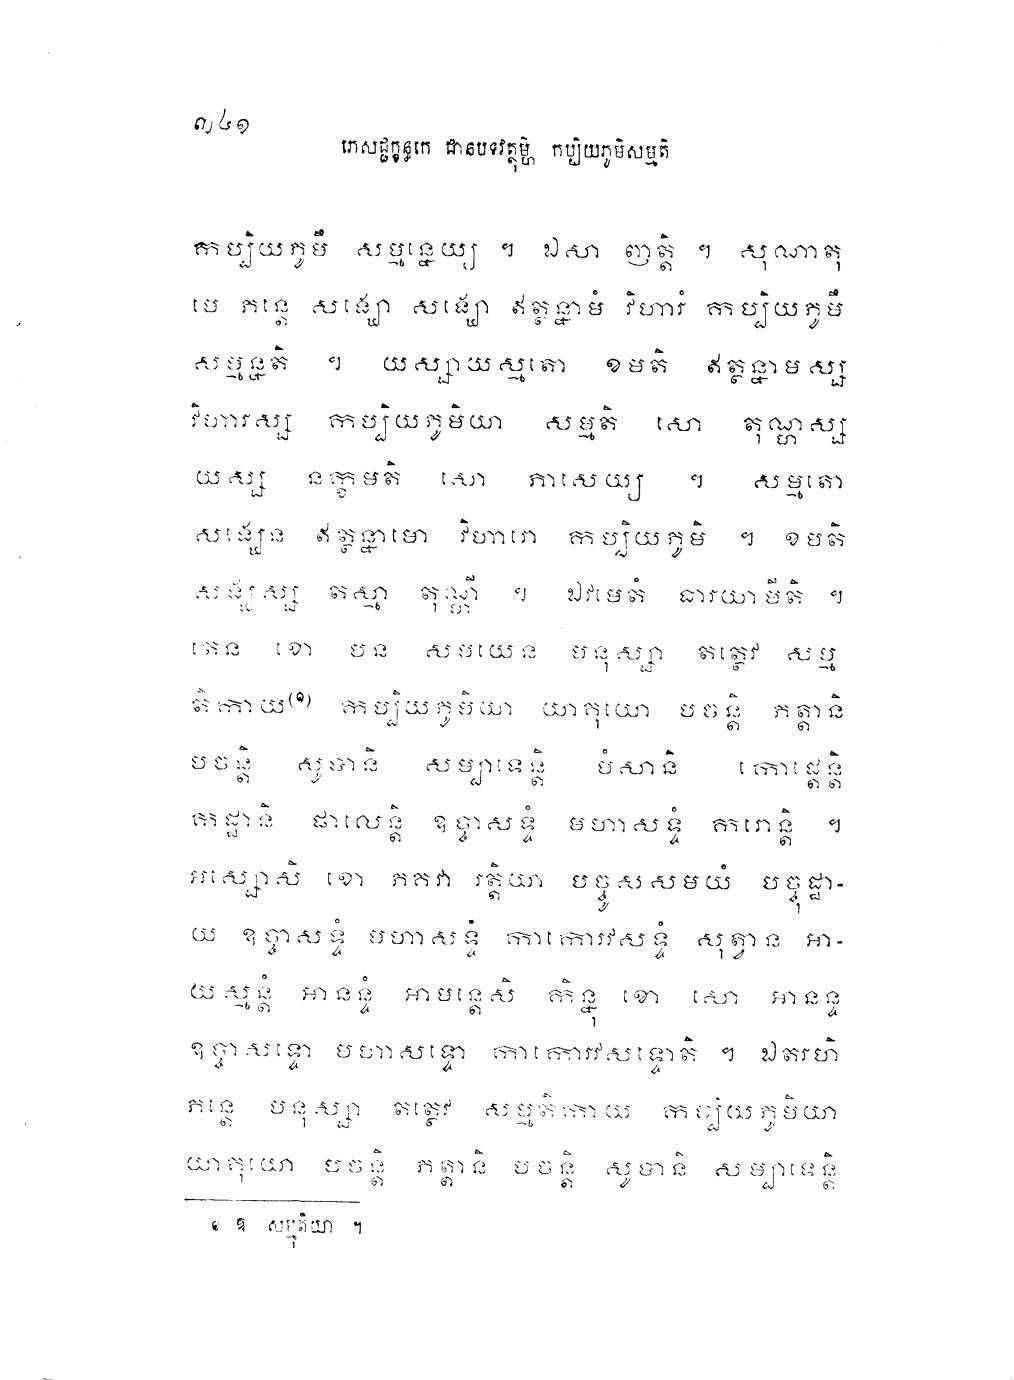 ៣៤១
ភេសជ្ជក្ខន្ធកេ ដានបទវត្ថុម្ហិ កប្បិយភូមិសម្មតិ
កប្បិយភូមឹ សម្មន្នេយ្យ ។ ឯសា ញត្តិ ។ សុណាតុ
មេ ភន្តេ សង្ឃោ សង្ឃោ ឥត្ថន្នាមំ វិហារំ កប្បិយភូមឹ
សម្មន្នតិ ។ យស្សាយស្មតោ ខមតិ ឥត្ថន្នាមស្ស
វិហារស្ស កប្បិយភូមិយា សម្មតិ សោ តុណ្ហស្ស
យស្ស នក្ខមតិ សោ ភាសេយ្យ ។ សម្មតោ
សង្ឃេន ឥត្ថន្នាមោ វិហារោ កប្បិយភូមិ ។ ខមតិ
សង្ឃស្ស តស្មា តុណ្ហី ។ ឯវមេតំ ធារយាមីតិ ។
តេន ខោ បន សមយេន មនុស្សា តត្ថេវ សម្ម
តិកាយ(១) កប្បិយភូមិយា យាគុយោ បចន្តិ ភត្តានិ
បចន្តិ សូបានិ សម្បាទេន្តិ មំសានិ កោដ្តេន្តិ
កដ្ឋានិ ផាលេន្តិ ឧច្ចាសទ្ទំ មហាសទ្ទំ ករោន្តិ ។
អស្សោសិ ខោ ភគវា រត្តិយា បច្ចូសសមយំ បច្ចុដ្ឋា-
យ ឧច្ចាសទ្ទំ មហាសទ្ទំ កាកោរវសទ្ទំ សុត្វាន អា-
យស្មន្តំ អានន្ទំ អាមន្តេសិ កិន្នុ ខោ សោ អានន្ទ
ឧច្ចាសទ្ទោ មហាសទ្ទោ កាកោរវសទ្ទោតិ ។ ឯតរហិ
ភន្តេ មនុស្សា តត្ថេវ សម្មតិកាយ កប្បិយភូមិយា
យាគុយោ បចន្តិ ភត្តានិ បចន្តិ សូបានិ សម្បាទេន្តិ
១ ឱ សម្មុតិយា ។